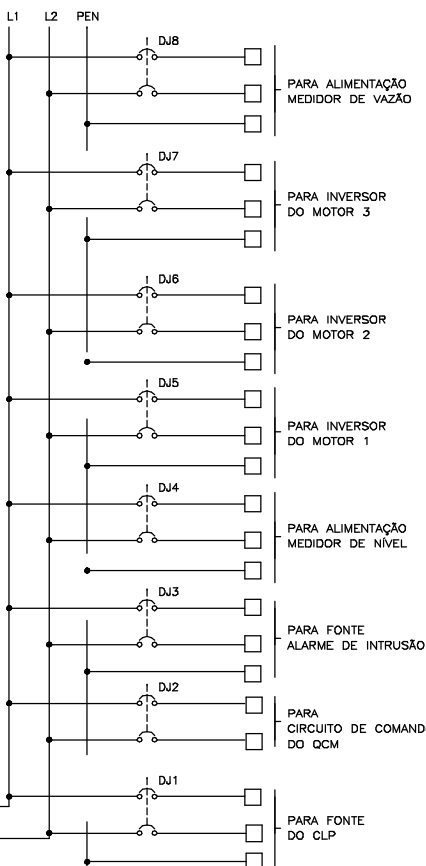 L1 L2 PEN
DJ8
PARA ALIMENTAÇÃO
MEDIDOR DE VAZÃO
DJ7
PARA INVERSOR
DO MOTOR 3
DJ6
PARA INVERSOR
DO MOTOR 2
DJ5
PARA INVERSOR
DO MOTOR 1
DJ4
PARA ALIMENTAÇÃO
MEDIDOR DE NÍVEL
DJ3
PARA FONTE
ALARME DE INTRUSÃO
DJ2
PARA
CIRCUITO DE COMAND
DO QCM
DJ1
PARA FONTE
DO CLP